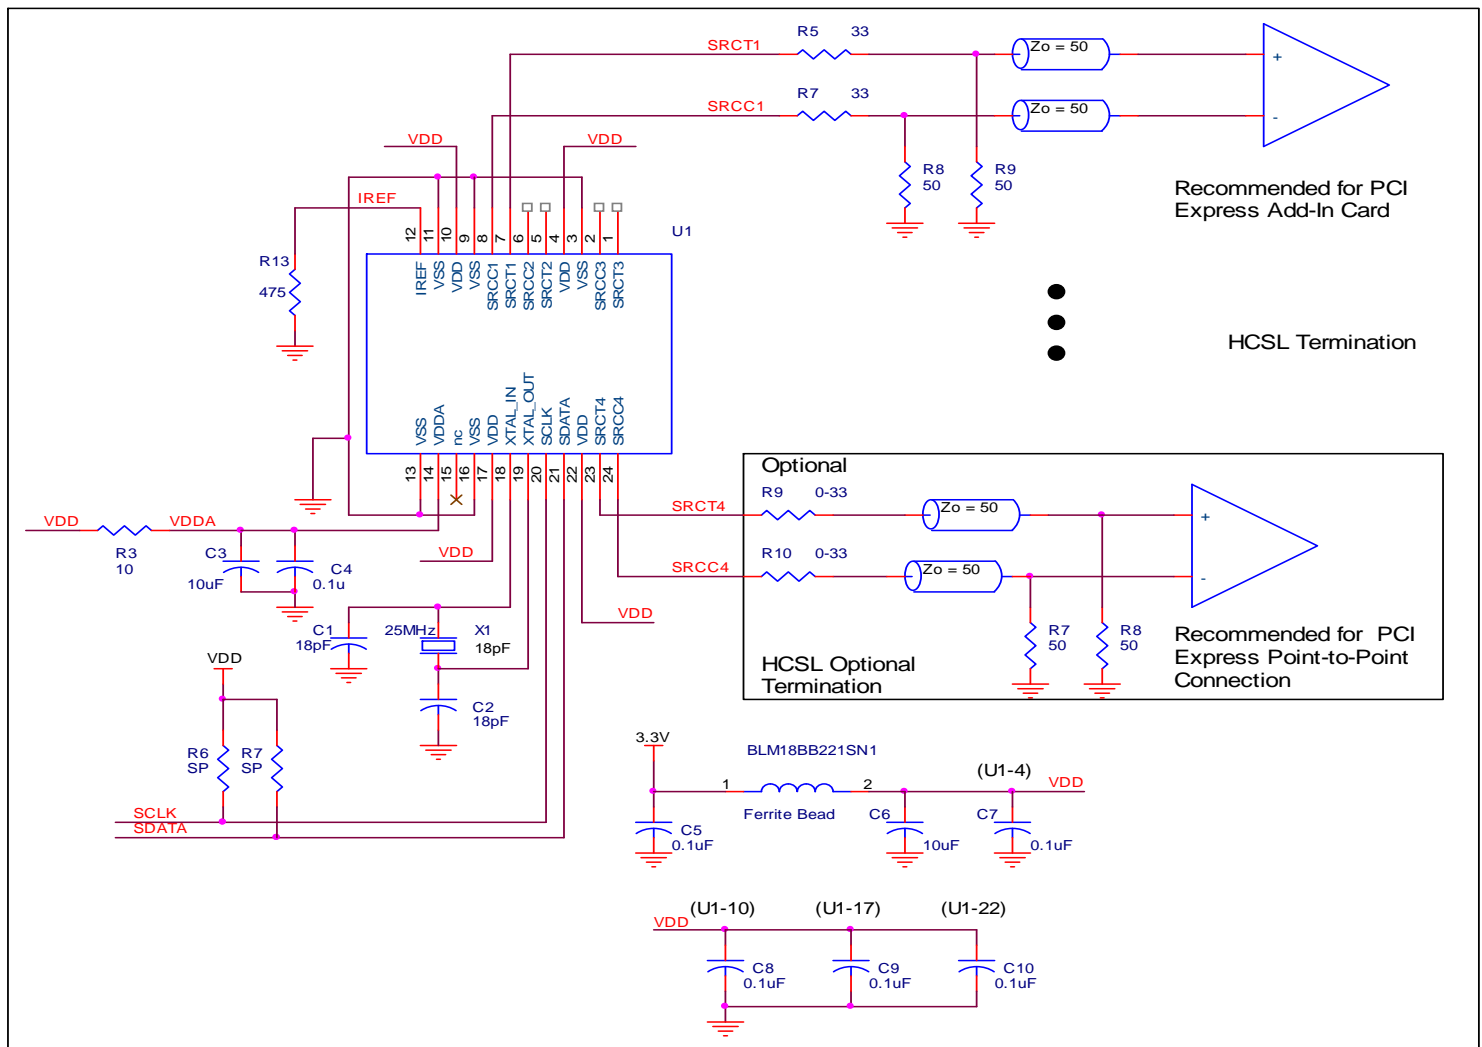 R5 33
SRCT1
Zo = 50
+
R7 33
SRCC1
Zo = 50
-
VDD
VDD
R8
50
R9
50
Recommended for PCI
Express Add-In Card
IREF
U1
12
11
10
9
8
7
6
5
4
3
2
1
IREF
VSS
VDD
VSS
SRCC1
SRCT1
SRCC2
SRCT2
VDD
VSS
SRCC3
SRCT3
R13
475
HCSL Termination
VSS
VDDA
nc
VSS
VDD
XTAL_IN
XTAL_OUT
SCLK
SDATA
VDD
SRCT4
SRCC4
13
14
15
16
17
18
19
20
21
22
23
24
Optional
R9 0-33
SRCT4
Zo = 50
+
R10 0-33
SRCC4
Zo = 50
-
R7
50
R8
50
Recommended for PCI
Express Point-to-Point
Connection
HCSL Optional
Termination
VDD
VDDA
R3
10
C3
10uF
C4
0.1u
VDD
VDD
C1
18pF
25MHz
X1
18pF
C2
18pF
VDD
R6
SP
R7
SP
SCLK
SDATA
3.3V
BLM18BB221SN1
1
2
Ferrite Bead
(U1-4)
VDD
C5
0.1uF
C6
10uF
C7
0.1uF
VDD
(U1-10)
(U1-17)
(U1-22)
C8
0.1uF
C9
0.1uF
C10
0.1uF